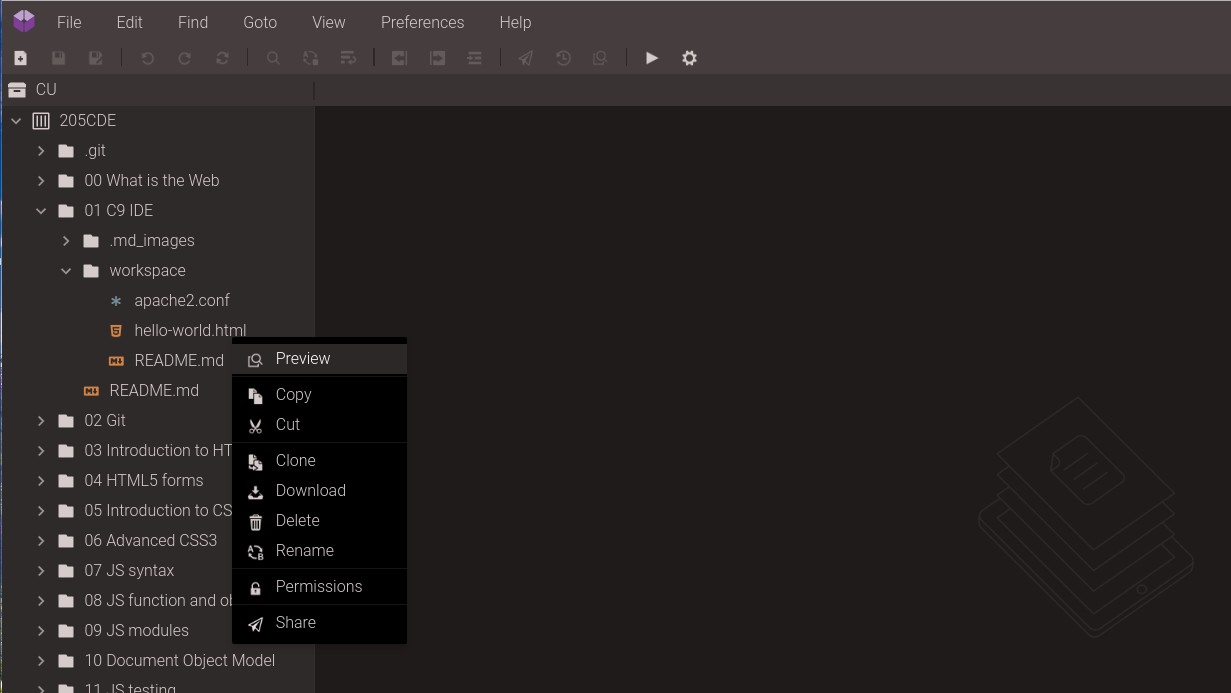 File Edit Find Goto View Preferences Help
CU
205CDE
.git
00 What is the Web
01 C9 IDE
.md_images
workspace
apache2.conf
hello-world.html
README.md
README.md
02 Git
03 Introduction to HT
04 HTML5 forms
05 Introduction to CS
06 Advanced CSS3
07 JS syntax
08 JS function and ob
09 JS modules
10 Document Object Model
11 JS testing
Preview
Copy
Cut
Clone
Download
Delete
Rename
Permissions
Share